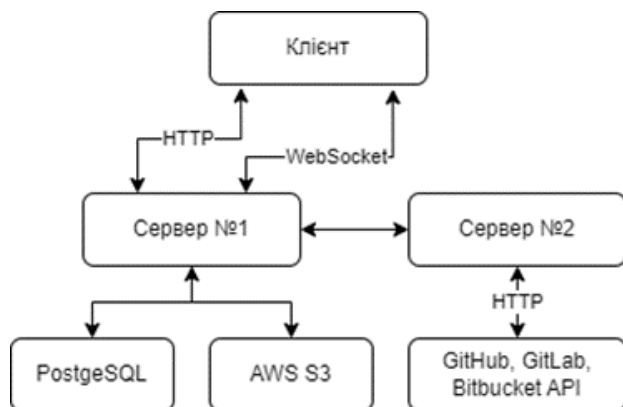 Клієнт
HTTP
WebSocket
Сервер №1
Сервер №2
HTTP
PostgeSQL
AWS S3
GitHub, GitLab,
Bitbucket API